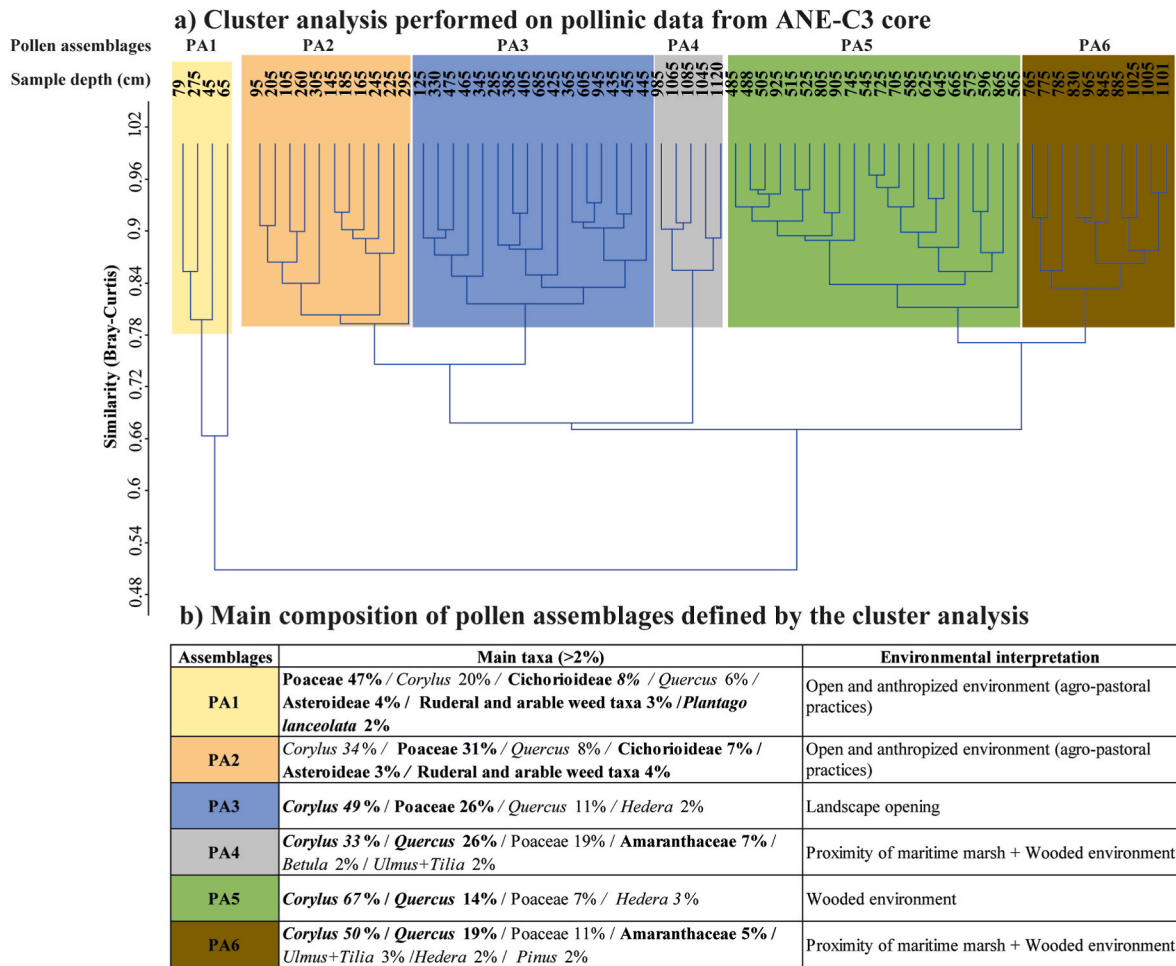 a) Cluster analysis performed on pollinic data from ANE-C3 core
Pollen assemblages PA1 PA2 PA3 PA4 PA5 PA6
Sample depth (cm) 79 275 45 65 95 205 105 260 305 145 185 165 245 225 295 125 330 475 465 345 285 385 405 685 425 365 605 945 435 455 445 985 1065 1085 1045 1120 485 488 505 925 515 525 805 905 745 545 725 705 585 625 645 665 575 596 865 565 765 775 785 830 965 845 885 1025 1005 1101
Similarity (Bray-Curtis)
102
0.96
0.9
0.84
0.78
0.72
0.66
0.6
0.54
0.48
b) Main composition of pollen assemblages defined by the cluster analysis
Assemblages Main taxa (>2%) Environmental interpretation
PA1
Poaceae 47% / Corylus 20% / Cichorioideae 8% / Quercus 6% /
Asteroideae 4% / Ruderal and arable weed taxa 3% /Plantago
lanceolata 2%
Open and anthropized environment (agro-pastoral
practices)
PA2
Corylus 34% / Poaceae 31% / Quercus 8% / Cichorioideae 7% /
Asteroideae 3% / Ruderal and arable weed taxa 4%
Open and anthropized environment (agro-pastoral
practices)
PA3 Corylus 49% / Poaceae 26% / Quercus 11% / Hedera 2% Landscape opening
PA4
Corylus 33% / Quercus 26% / Poaceae 19% / Amaranthaceae 7% /
Betula 2% / Ulmus+Tilia 2%
Proximity of maritime marsh + Wooded environment
PA5 Corylus 67% / Quercus 14% / Poaceae 7% / Hedera 3% Wooded environment
PA6
Corylus 50% / Quercus 19% / Poaceae 11% / Amaranthaceae 5% /
Ulmus+Tilia 3% /Hedera 2% / Pinus 2%
Proximity of maritime marsh + Wooded environment